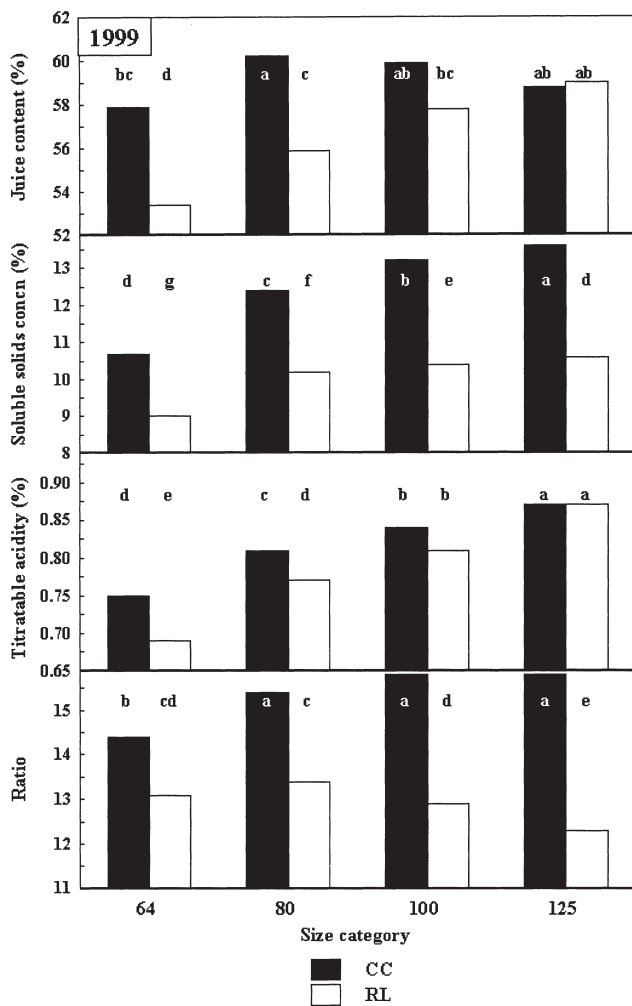 1999
Juice content (%)
62
60
58
56
54
52
bc d a c ab bc ab ab
Soluble solids concn (%)
13
12
11
10
9
8
d g c f b e a d
Titratable acidity (%)
0.90
0.85
0.80
0.75
0.70
0.65
d e c d b b a a
Ratio
15
14
13
12
11
b cd a c a d a e
64 80 100 125
Size category
CC
RL